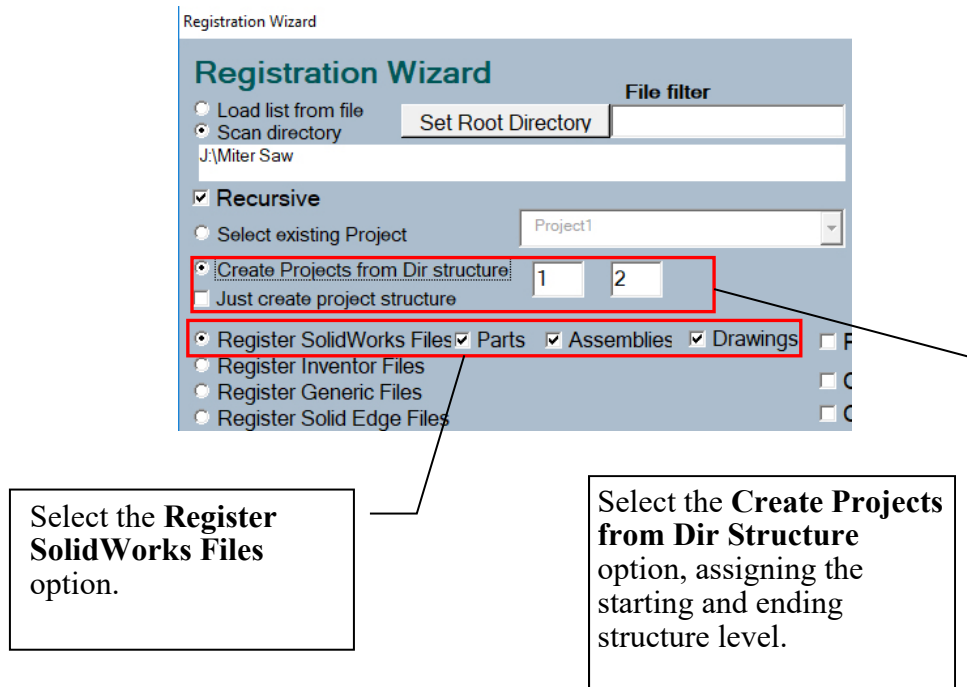 Registration Wizard
Registration Wizard
File filter
Load list from file
Scan directory
Set Root Directory
J:\Miter Saw
Recursive
Select existing Project
Project1
Create Projects from Dir structure
1
2
Just create project structure
Register SolidWorks Files
Parts
Assemblies
Drawings
Register Inventor Files
Register Generic Files
Register Solid Edge Files
Select the Register
SolidWorks Files
option.
Select the Create Projects
from Dir Structure
option, assigning the
starting and ending
structure level.